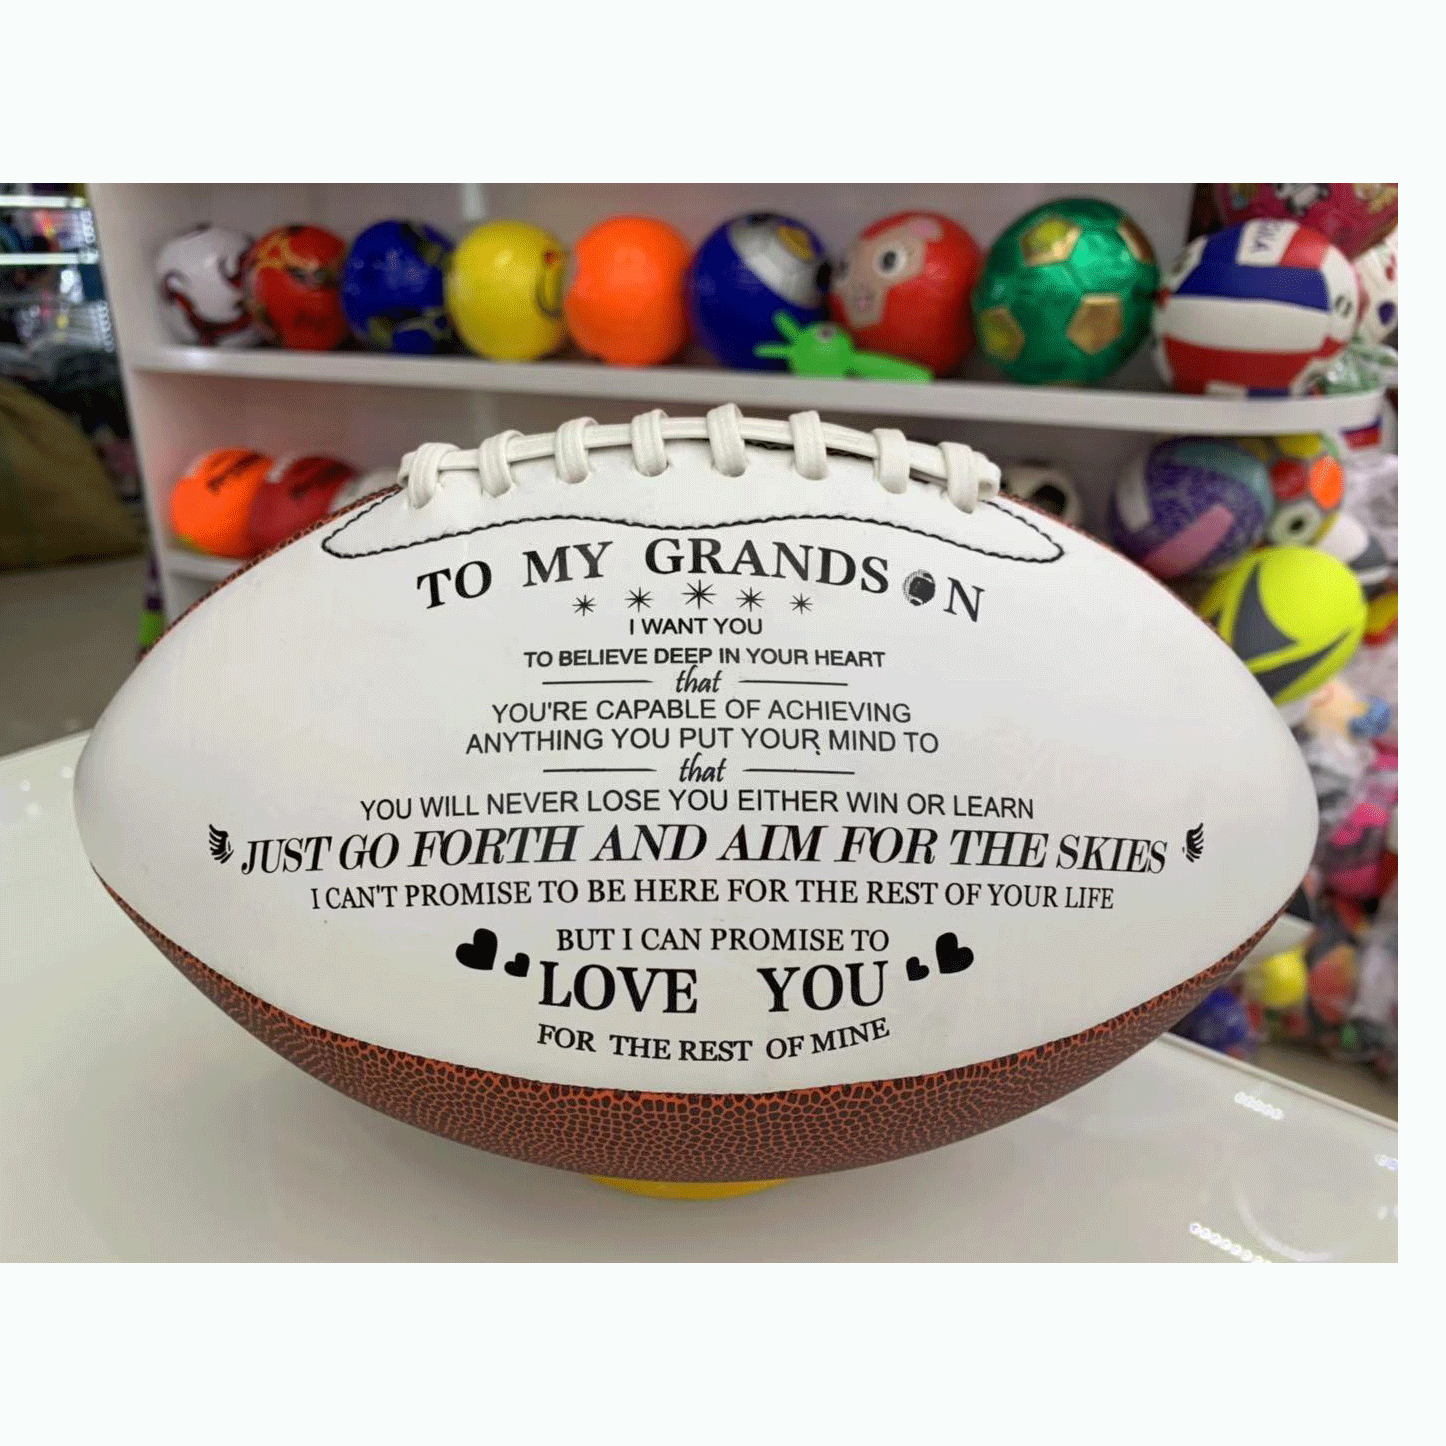 TO MY GRANDSON
I WANT YOU
TO BELIEVE DEEP IN YOUR HEART
that
YOU'RE CAPABLE OF ACHIEVING
ANYTHING YOU PUT YOUR MIND TO
that
YOU WILL NEVER LOSE YOU EITHER WIN OR LEARN
JUST GO FORTH AND AIM FOR THE SKIES
I CAN'T PROMISE TO BE HERE FOR THE REST OF YOUR LIFE
BUT I CAN PROMISE TO
LOVE YOU
FOR THE REST OF MINE